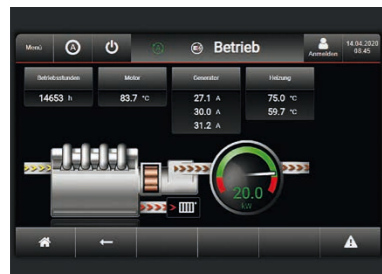 Menü
A
Betrieb
Anmelden
14.04.2020
08:45
Betriebsstunden
Motor
Generator
Heizung
14653 h
83.7 °C
27.1 A
75.0 °C
30.0 A
59.7 °C
31.2 A
20.0
kW